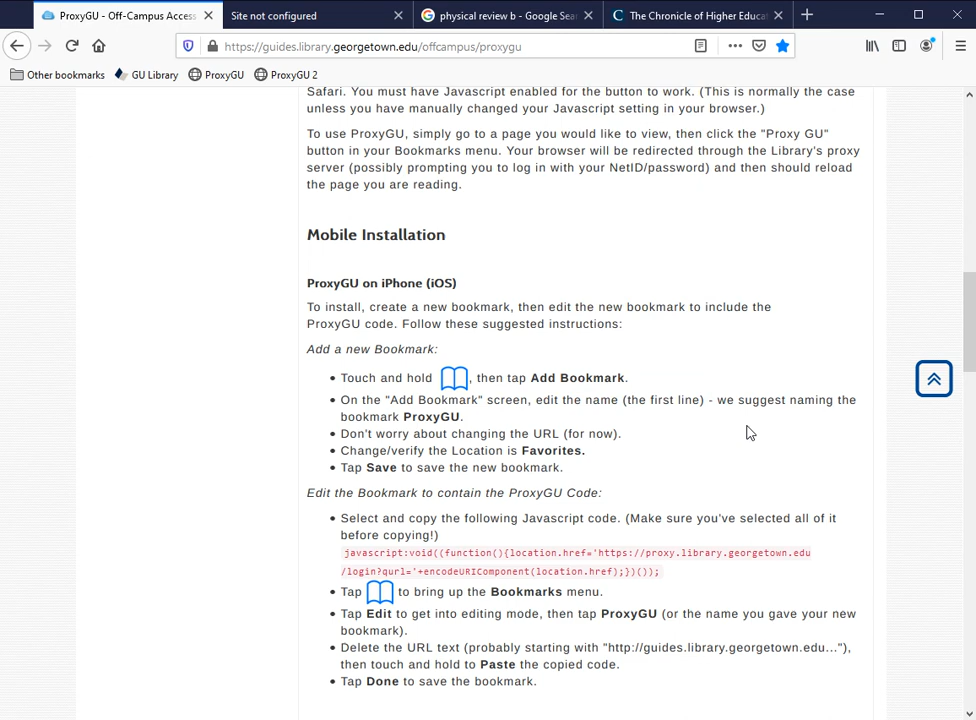 ProxyGU - Off-Campus Access
Site not configured
physical review b - Google Sear
The Chronicle of Higher Educat
https://guides.library.georgetown.edu/offcampus/proxygu
Other bookmarks
GU Library
ProxyGU
ProxyGU 2
Safari. You must have Javascript enabled for the button to work. (This is normally the case
unless you have manually changed your Javascript setting in your browser.)
To use ProxyGU, simply go to a page you would like to view, then click the "Proxy GU"
button in your Bookmarks menu. Your browser will be redirected through the Library's proxy
server (possibly prompting you to log in with your NetID/password) and then should reload
the page you are reading.
Mobile Installation
ProxyGU on iPhone (iOS)
To install, create a new bookmark, then edit the new bookmark to include the
ProxyGU code. Follow these suggested instructions:
Add a new Bookmark:
• Touch and hold , then tap Add Bookmark.
• On the "Add Bookmark" screen, edit the name (the first line) - we suggest naming the
bookmark ProxyGU.
• Don't worry about changing the URL (for now).
• Change/verify the Location is Favorites.
• Tap Save to save the new bookmark.
Edit the Bookmark to contain the ProxyGU Code:
• Select and copy the following Javascript code. (Make sure you've selected all of it
before copying!)
javascript:void((function(){location.href='https://proxy.library.georgetown.edu
/login?qurl='+encodeURIComponent(location.href);})());
• Tap to bring up the Bookmarks menu.
• Tap Edit to get into editing mode, then tap ProxyGU (or the name you gave your new
bookmark).
• Delete the URL text (probably starting with "http://guides.library.georgetown.edu..."),
then touch and hold to Paste the copied code.
• Tap Done to save the bookmark.